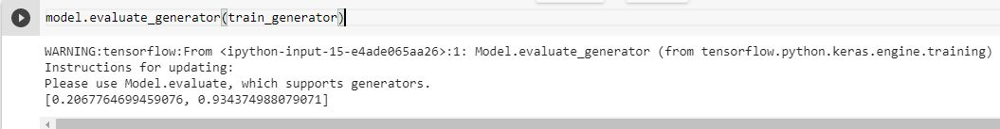 model.evaluate_generator(train_generator)
WARNING:tensorflow:From <ipython-input-15-e4ade065aa26>:1: Model.evaluate_generator (from tensorflow.python.keras.engine.training)
Instructions for updating:
Please use Model.evaluate, which supports generators.
[0.2067764699459076, 0.934374988079071]